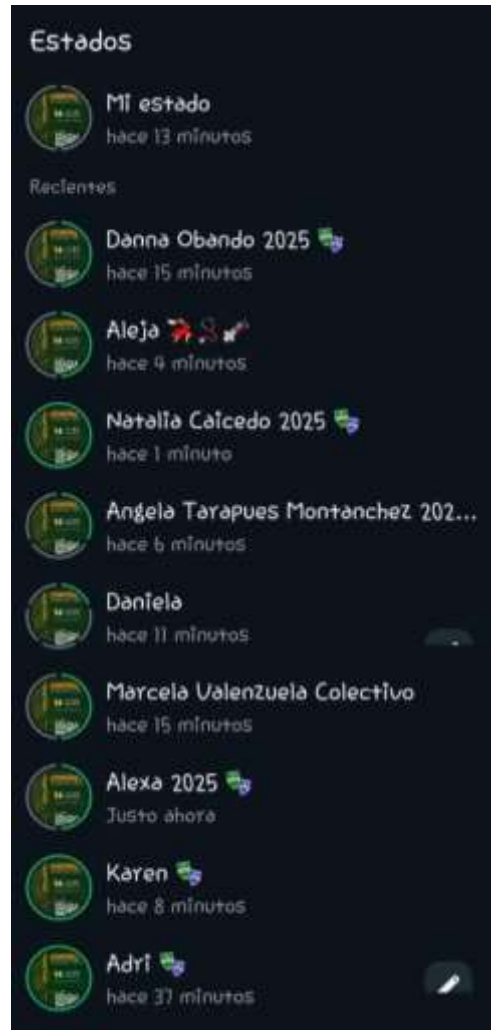 Estados
Mi estado
hace 13 minutos
Recientes
Danna Obando 2025 🎭
hace 15 minutos
Aleja
hace 4 minutos
Natalia Caicedo 2025 🎭
hace 1 minuto
Angela Tarapues Montanchez 202...
hace 6 minutos
Daniela
hace 11 minutos
Marcela Valenzuela Colectivo
hace 15 minutos
Alexa 2025 🎭
Justo ahora
Karen 🎭
hace 8 minutos
Adri 🎭
hace 37 minutos